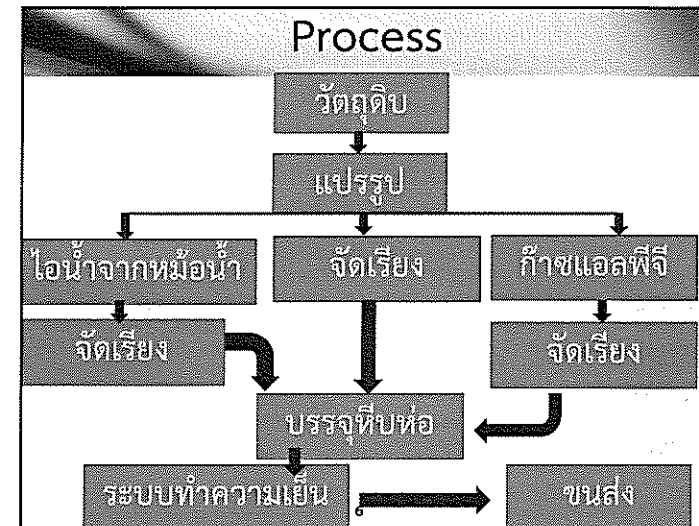 Process
วัตถุดิบ
แปรรูป
ไอน้ำจากหม้อน้ำ
จัดเรียง
ก๊าซแอลพีจี
จัดเรียง
จัดเรียง
บรรจุหีบห่อ
ระบบทำความเย็น
ขนส่ง